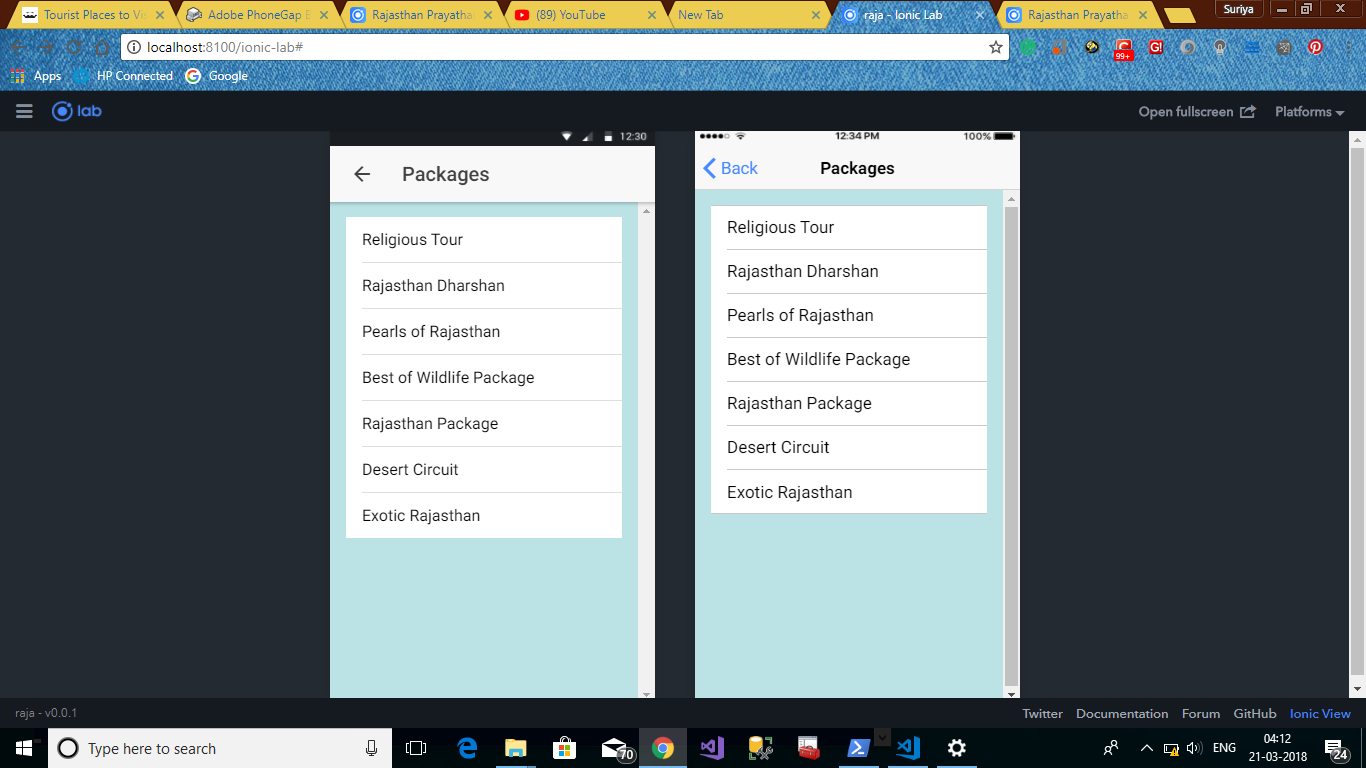 Tourist Places to Vis
Adobe PhoneGap B
Rajasthan Prayatha
(89) YouTube
New Tab
raja - Ionic Lab
Rajasthan Prayatha
Suriya
localhost:8100/ionic-lab#
99+
G!
Apps
HP Connected
Google
lab
Open fullscreen
Platforms
12:30
Packages
Religious Tour
Rajasthan Dharshan
Pearls of Rajasthan
Best of Wildlife Package
Rajasthan Package
Desert Circuit
Exotic Rajasthan
12:34 PM
100%
Back
Packages
Religious Tour
Rajasthan Dharshan
Pearls of Rajasthan
Best of Wildlife Package
Rajasthan Package
Desert Circuit
Exotic Rajasthan
raja - v0.0.1
Twitter
Documentation
Forum
GitHub
Ionic View
Type here to search
70
ENG
04:12
21-03-2018
24